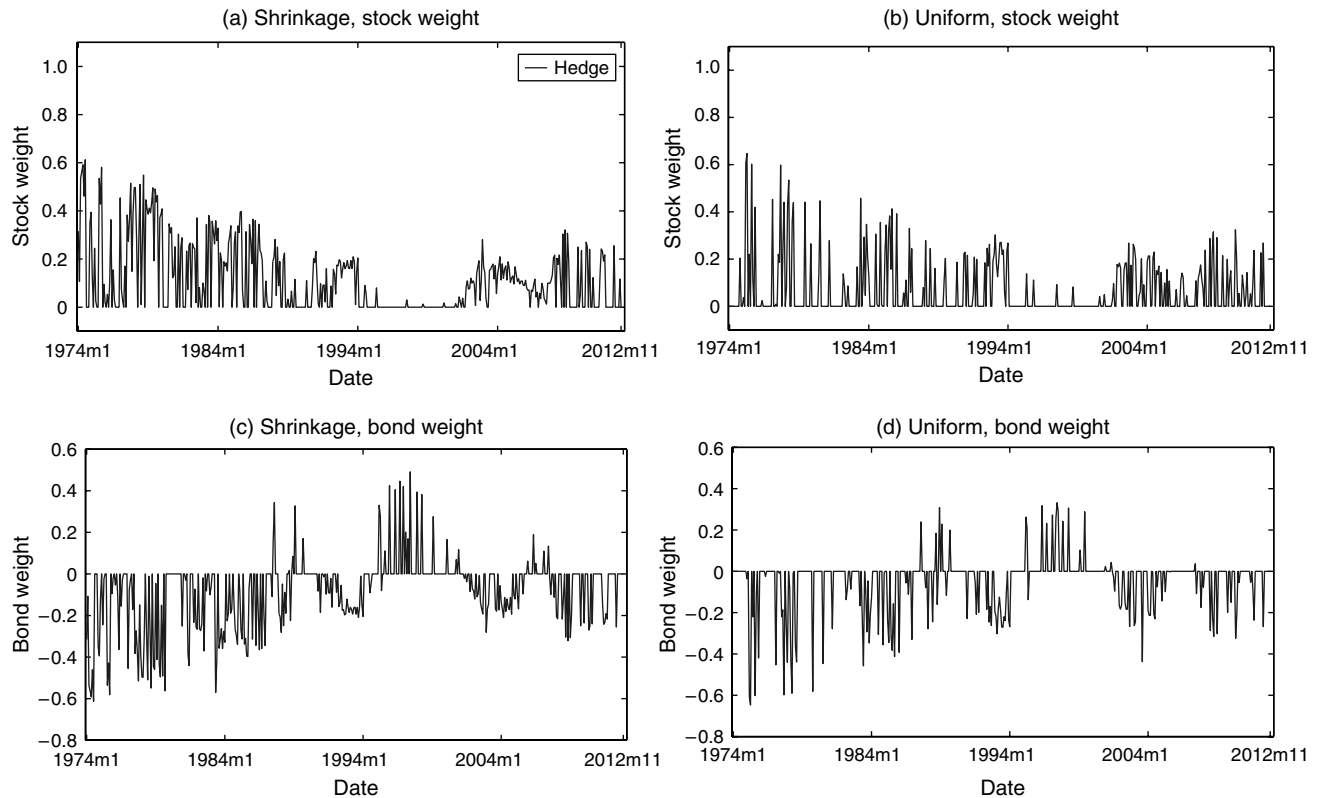 (a) Shrinkage, stock weight
1.0
0.8
0.6
0.4
0.2
0
Stock weight
Hedge
1974m1 1984m1 1994m1 2004m1 2012m11
Date
(b) Uniform, stock weight
1.0
0.8
0.6
0.4
0.2
0
Stock weight
1974m1 1984m1 1994m1 2004m1 2012m11
Date
(c) Shrinkage, bond weight
0.6
0.4
0.2
0
−0.2
−0.4
−0.6
−0.8
Bond weight
1974m1 1984m1 1994m1 2004m1 2012m11
Date
(d) Uniform, bond weight
0.6
0.4
0.2
0
−0.2
−0.4
−0.6
−0.8
Bond weight
1974m1 1984m1 1994m1 2004m1 2012m11
Date